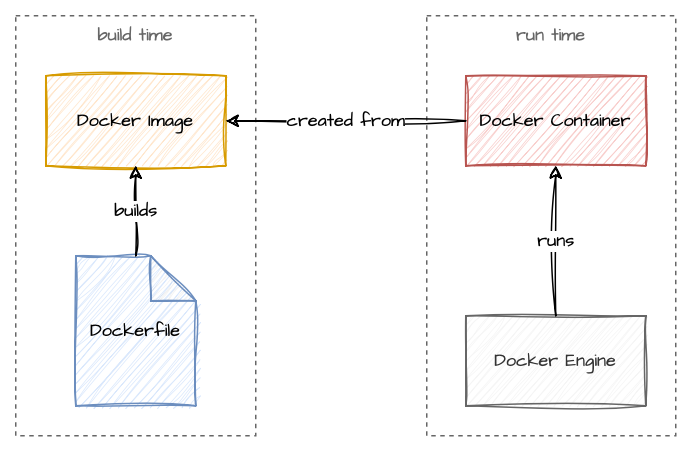 build time
Docker Image
builds
Dockerfile
created from
run time
Docker Container
runs
Docker Engine